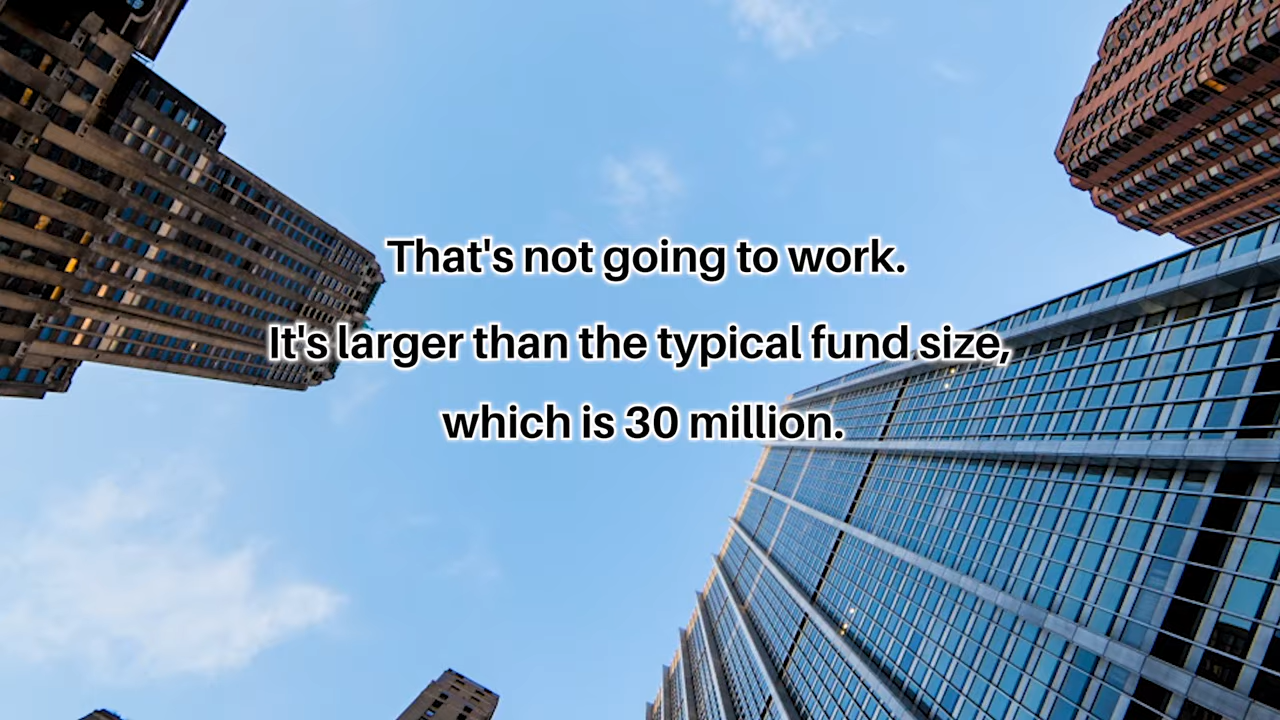 That's not going to work.
It's larger than the typical fund size,
which is 30 million.